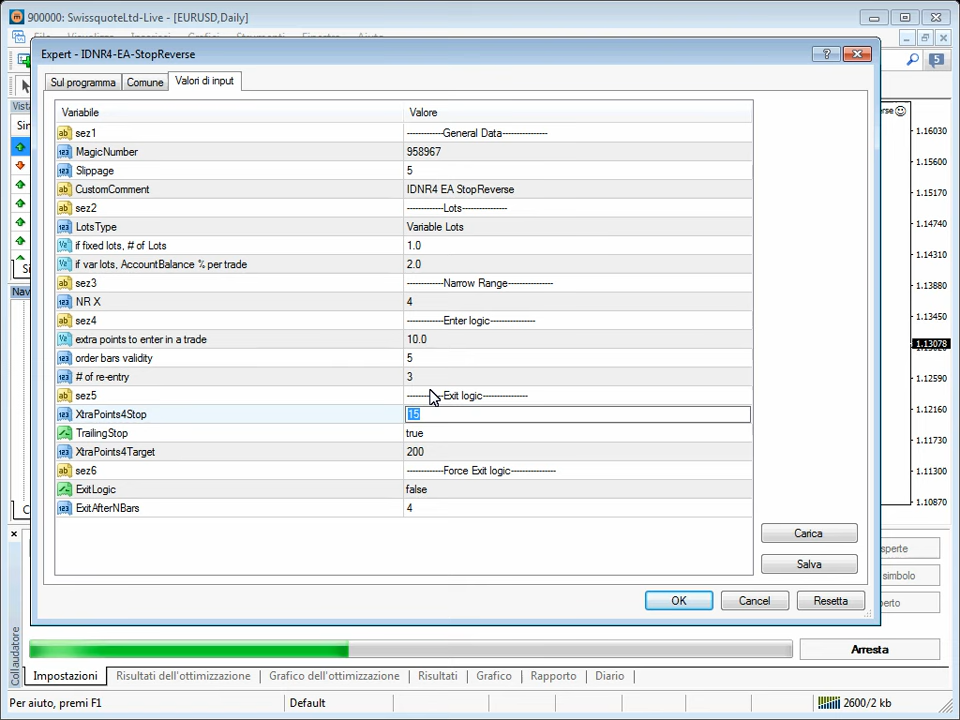 900000: SwissquoteLtd-Live - [EURUSD,Daily]
Expert - IDNR4-EA-StopReverse
Sul programma Comune Valori di input
Variabile Valore
sez1 ------------General Data---------------
MagicNumber 958967
Slippage 5
CustomComment IDNR4 EA StopReverse
sez2 ------------Lots---------------
LotsType Variable Lots
if fixed lots, # of Lots 1.0
if var lots, AccountBalance % per trade 2.0
sez3 ------------Narrow Range---------------
NR X 4
sez4 ------------Enter logic---------------
extra points to enter in a trade 10.0
order bars validity 5
# of re-entry 3
sez5 ------------Exit logic---------------
XtraPoints4Stop 15
TrailingStop true
XtraPoints4Target 200
sez6 ------------Force Exit logic---------------
ExitLogic false
ExitAfterNBars 4
Carica
Salva
OK Cancel Resetta
5
1.16030
1.15600
1.15170
1.14740
1.14310
1.13880
1.13450
1.13078
1.12590
1.12160
1.11730
1.11300
1.10870
Collaudatore
Arresta
Impostazioni Risultati dell'ottimizzazione Grafico dell'ottimizzazione Risultati Grafico Rapporto Diario
Per aiuto, premi F1 Default 2600/2 kb